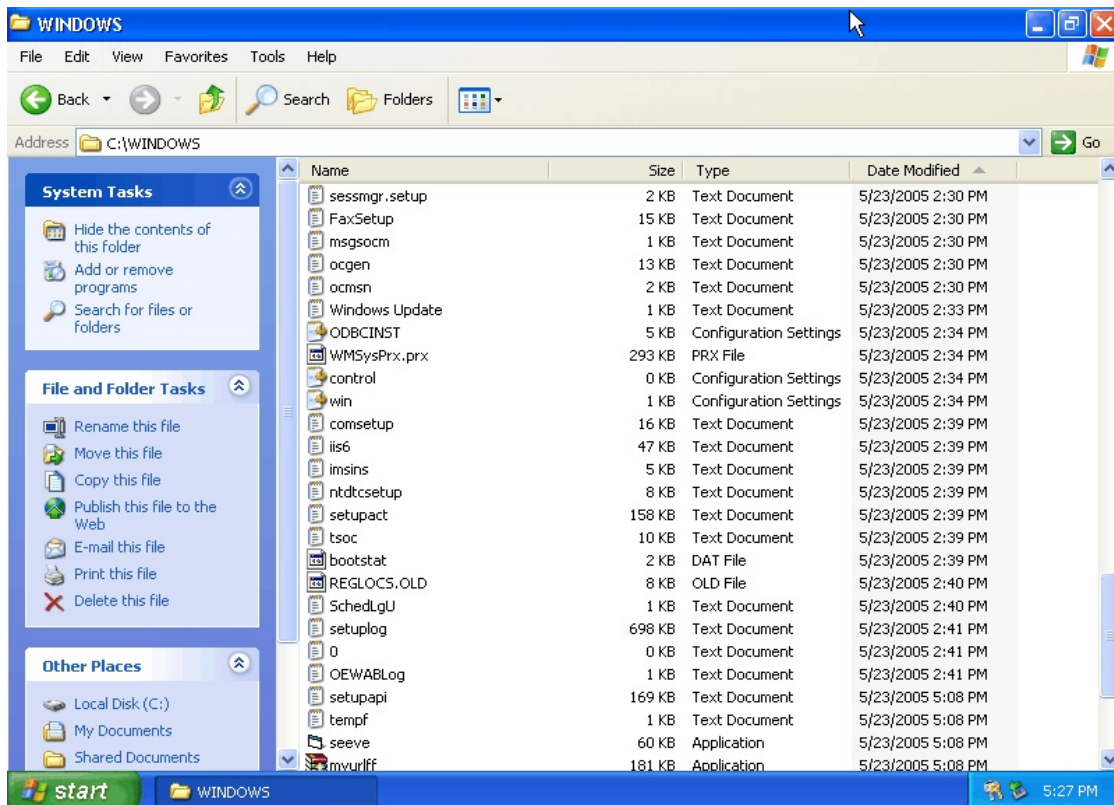 WINDOWS
File Edit View Favorites Tools Help
Back Search Folders
Address C:\WINDOWS Go
System Tasks
Hide the contents of
this folder
Add or remove
programs
Search for files or
folders
File and Folder Tasks
Rename this file
Move this file
Copy this file
Publish this file to the
Web
E-mail this file
Print this file
Delete this file
Other Places
Local Disk (C:)
My Documents
Shared Documents
Name Size Type Date Modified
sessmgr.setup 2 KB Text Document 5/23/2005 2:30 PM
FaxSetup 15 KB Text Document 5/23/2005 2:30 PM
msgsocm 1 KB Text Document 5/23/2005 2:30 PM
ocgen 13 KB Text Document 5/23/2005 2:30 PM
ocmsn 2 KB Text Document 5/23/2005 2:30 PM
Windows Update 1 KB Text Document 5/23/2005 2:33 PM
ODBCINST 5 KB Configuration Settings 5/23/2005 2:34 PM
WMSysPrx.prx 293 KB PRX File 5/23/2005 2:34 PM
control 0 KB Configuration Settings 5/23/2005 2:34 PM
win 1 KB Configuration Settings 5/23/2005 2:34 PM
comsetup 16 KB Text Document 5/23/2005 2:39 PM
iis6 47 KB Text Document 5/23/2005 2:39 PM
imsins 5 KB Text Document 5/23/2005 2:39 PM
ntdtcsetup 8 KB Text Document 5/23/2005 2:39 PM
setupact 158 KB Text Document 5/23/2005 2:39 PM
tsoc 10 KB Text Document 5/23/2005 2:39 PM
bootstat 2 KB DAT File 5/23/2005 2:39 PM
REGLOCS.OLD 8 KB OLD File 5/23/2005 2:40 PM
SchedLgU 1 KB Text Document 5/23/2005 2:40 PM
setuplog 698 KB Text Document 5/23/2005 2:41 PM
0 0 KB Text Document 5/23/2005 2:41 PM
OEWABLog 1 KB Text Document 5/23/2005 2:41 PM
setupapi 169 KB Text Document 5/23/2005 5:08 PM
tempf 1 KB Text Document 5/23/2005 5:08 PM
seeve 60 KB Application 5/23/2005 5:08 PM
myurlff 181 KB Application 5/23/2005 5:08 PM
start WINDOWS 5:27 PM